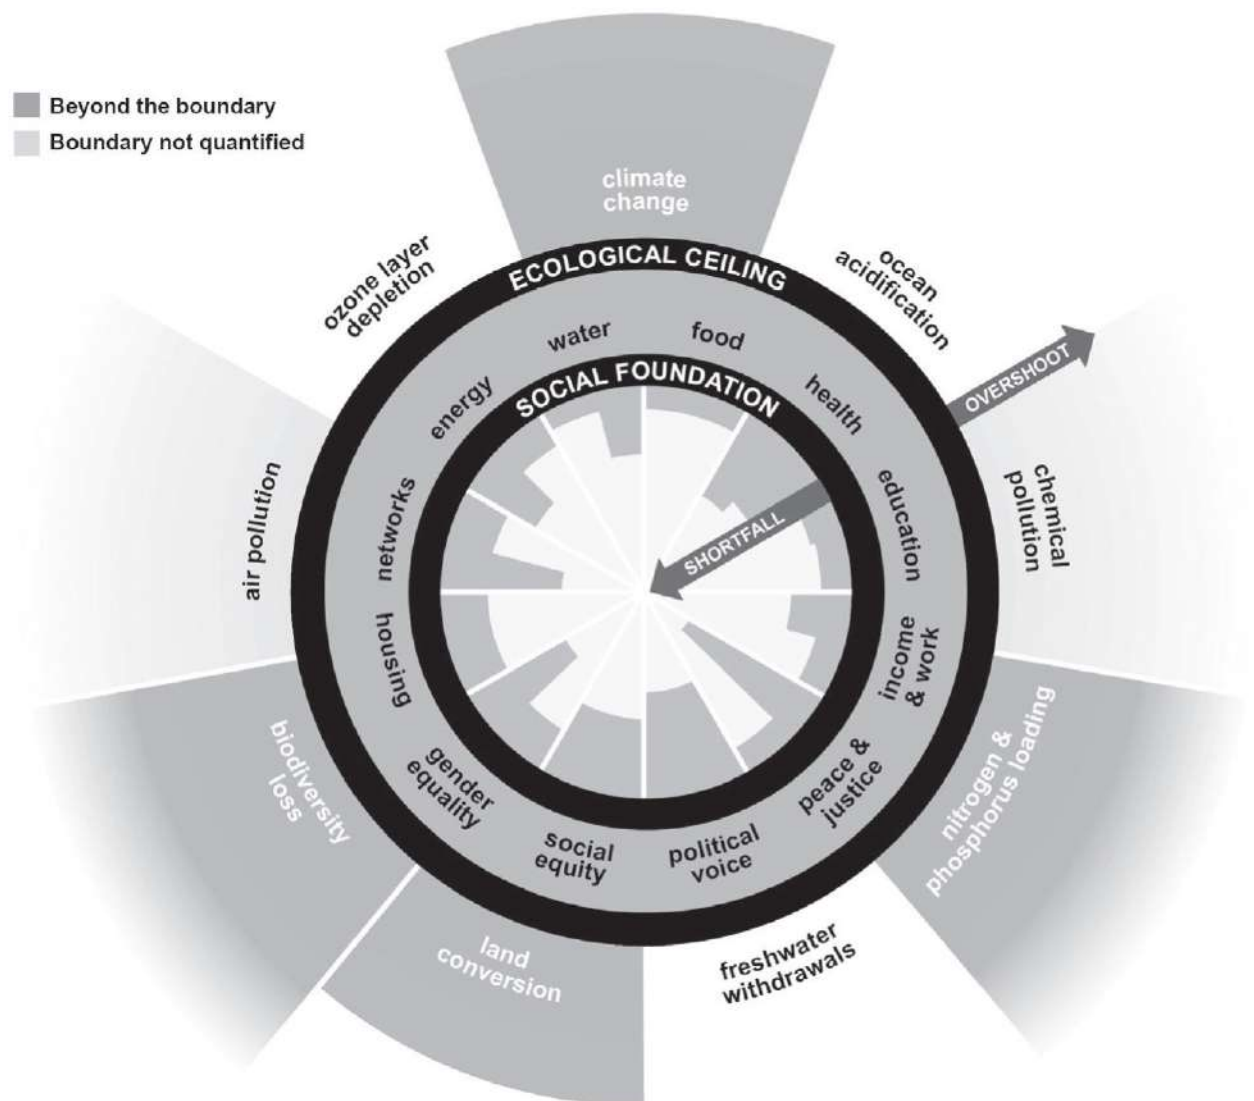 Beyond the boundary
Boundary not quantified
climate
change
ozone layer
depletion
ocean
acidification
ECOLOGICAL CEILING
OVERSHOOT
water
food
SOCIAL FOUNDATION
energy
health
air pollution
networks
SHORTFALL
education
chemical
pollution
housing
income
& work
biodiversity
loss
gender
equality
peace &
justice
nitrogen &
phosphorus loading
social
equity
political
voice
land
conversion
freshwater
withdrawals